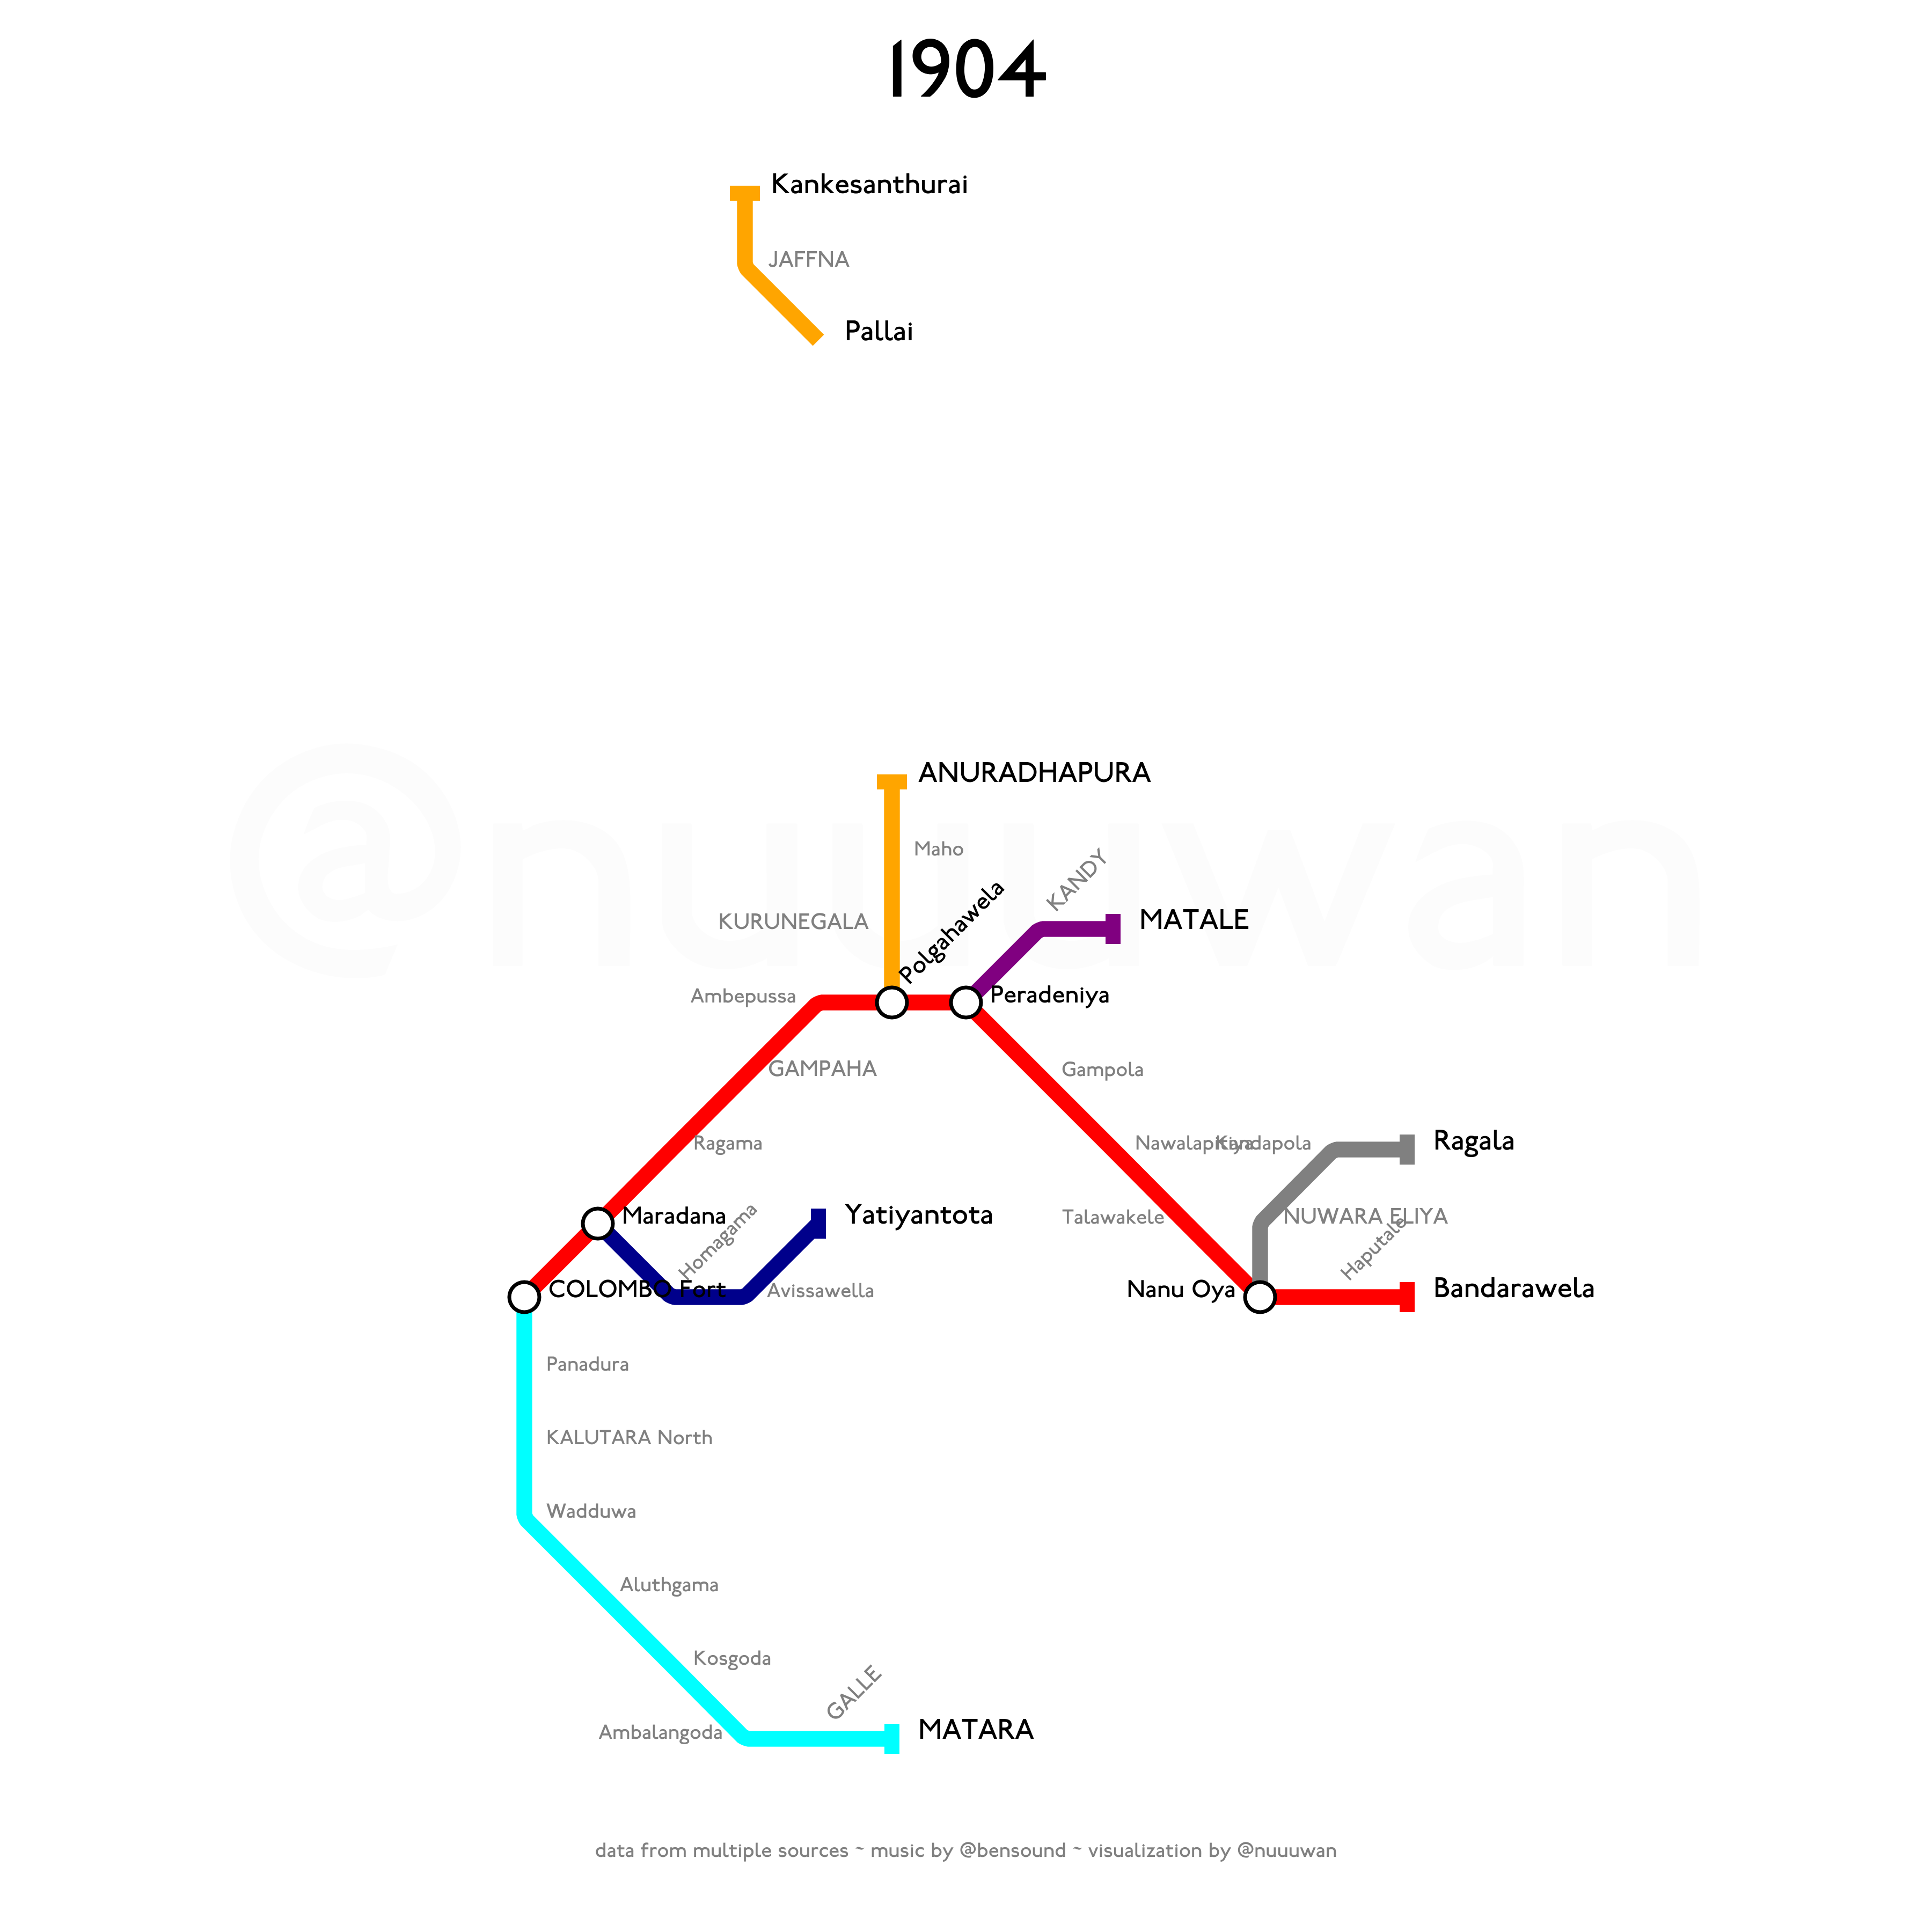 1904
Kankesanthurai
JAFFNA
Pallai
ANURADHAPURA
Maho
@nuuuwan
KANDY
KURUNEGALA
Polgahawela
MATALE
Ambepussa
Peradeniya
GAMPAHA
Gampola
Ragama
Nawalapitiya
Kandapola
Ragala
Maradana
Homagama
Yatiyantota
Talawakele
NUWARA ELIYA
Haputale
COLOMBO Fort
Avissawella
Nanu Oya
Bandarawela
Panadura
KALUTARA North
Wadduwa
Aluthgama
Kosgoda
GALLE
Ambalangoda
MATARA
data from multiple sources ~ music by @bensound ~ visualization by @nuuuwan